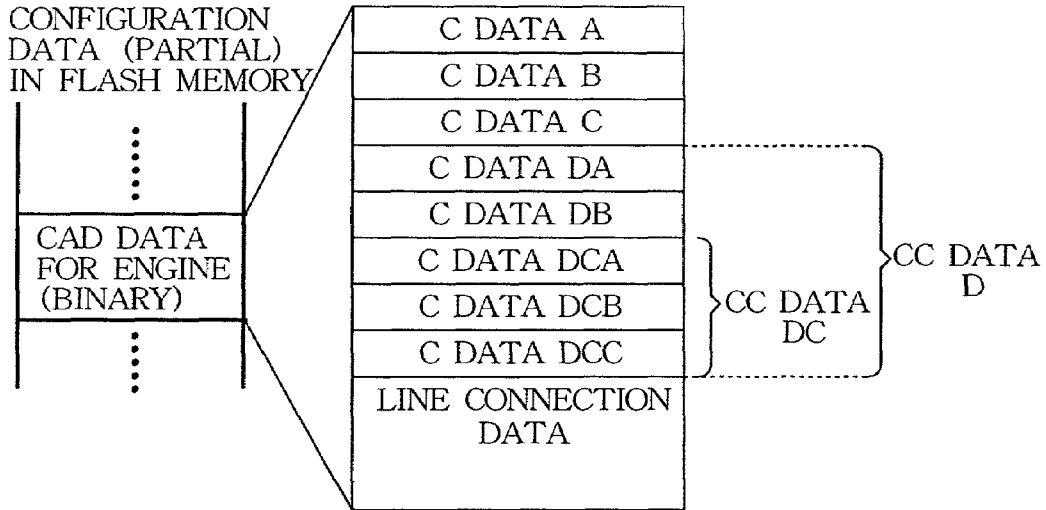 CONFIGURATION
DATA (PARTIAL)
IN FLASH MEMORY
CAD DATA
FOR ENGINE
(BINARY)
C DATA A
C DATA B
C DATA C
C DATA DA
C DATA DB
C DATA DCA
C DATA DCB
C DATA DCC
LINE CONNECTION
DATA
CC DATA
DC
CC DATA
D